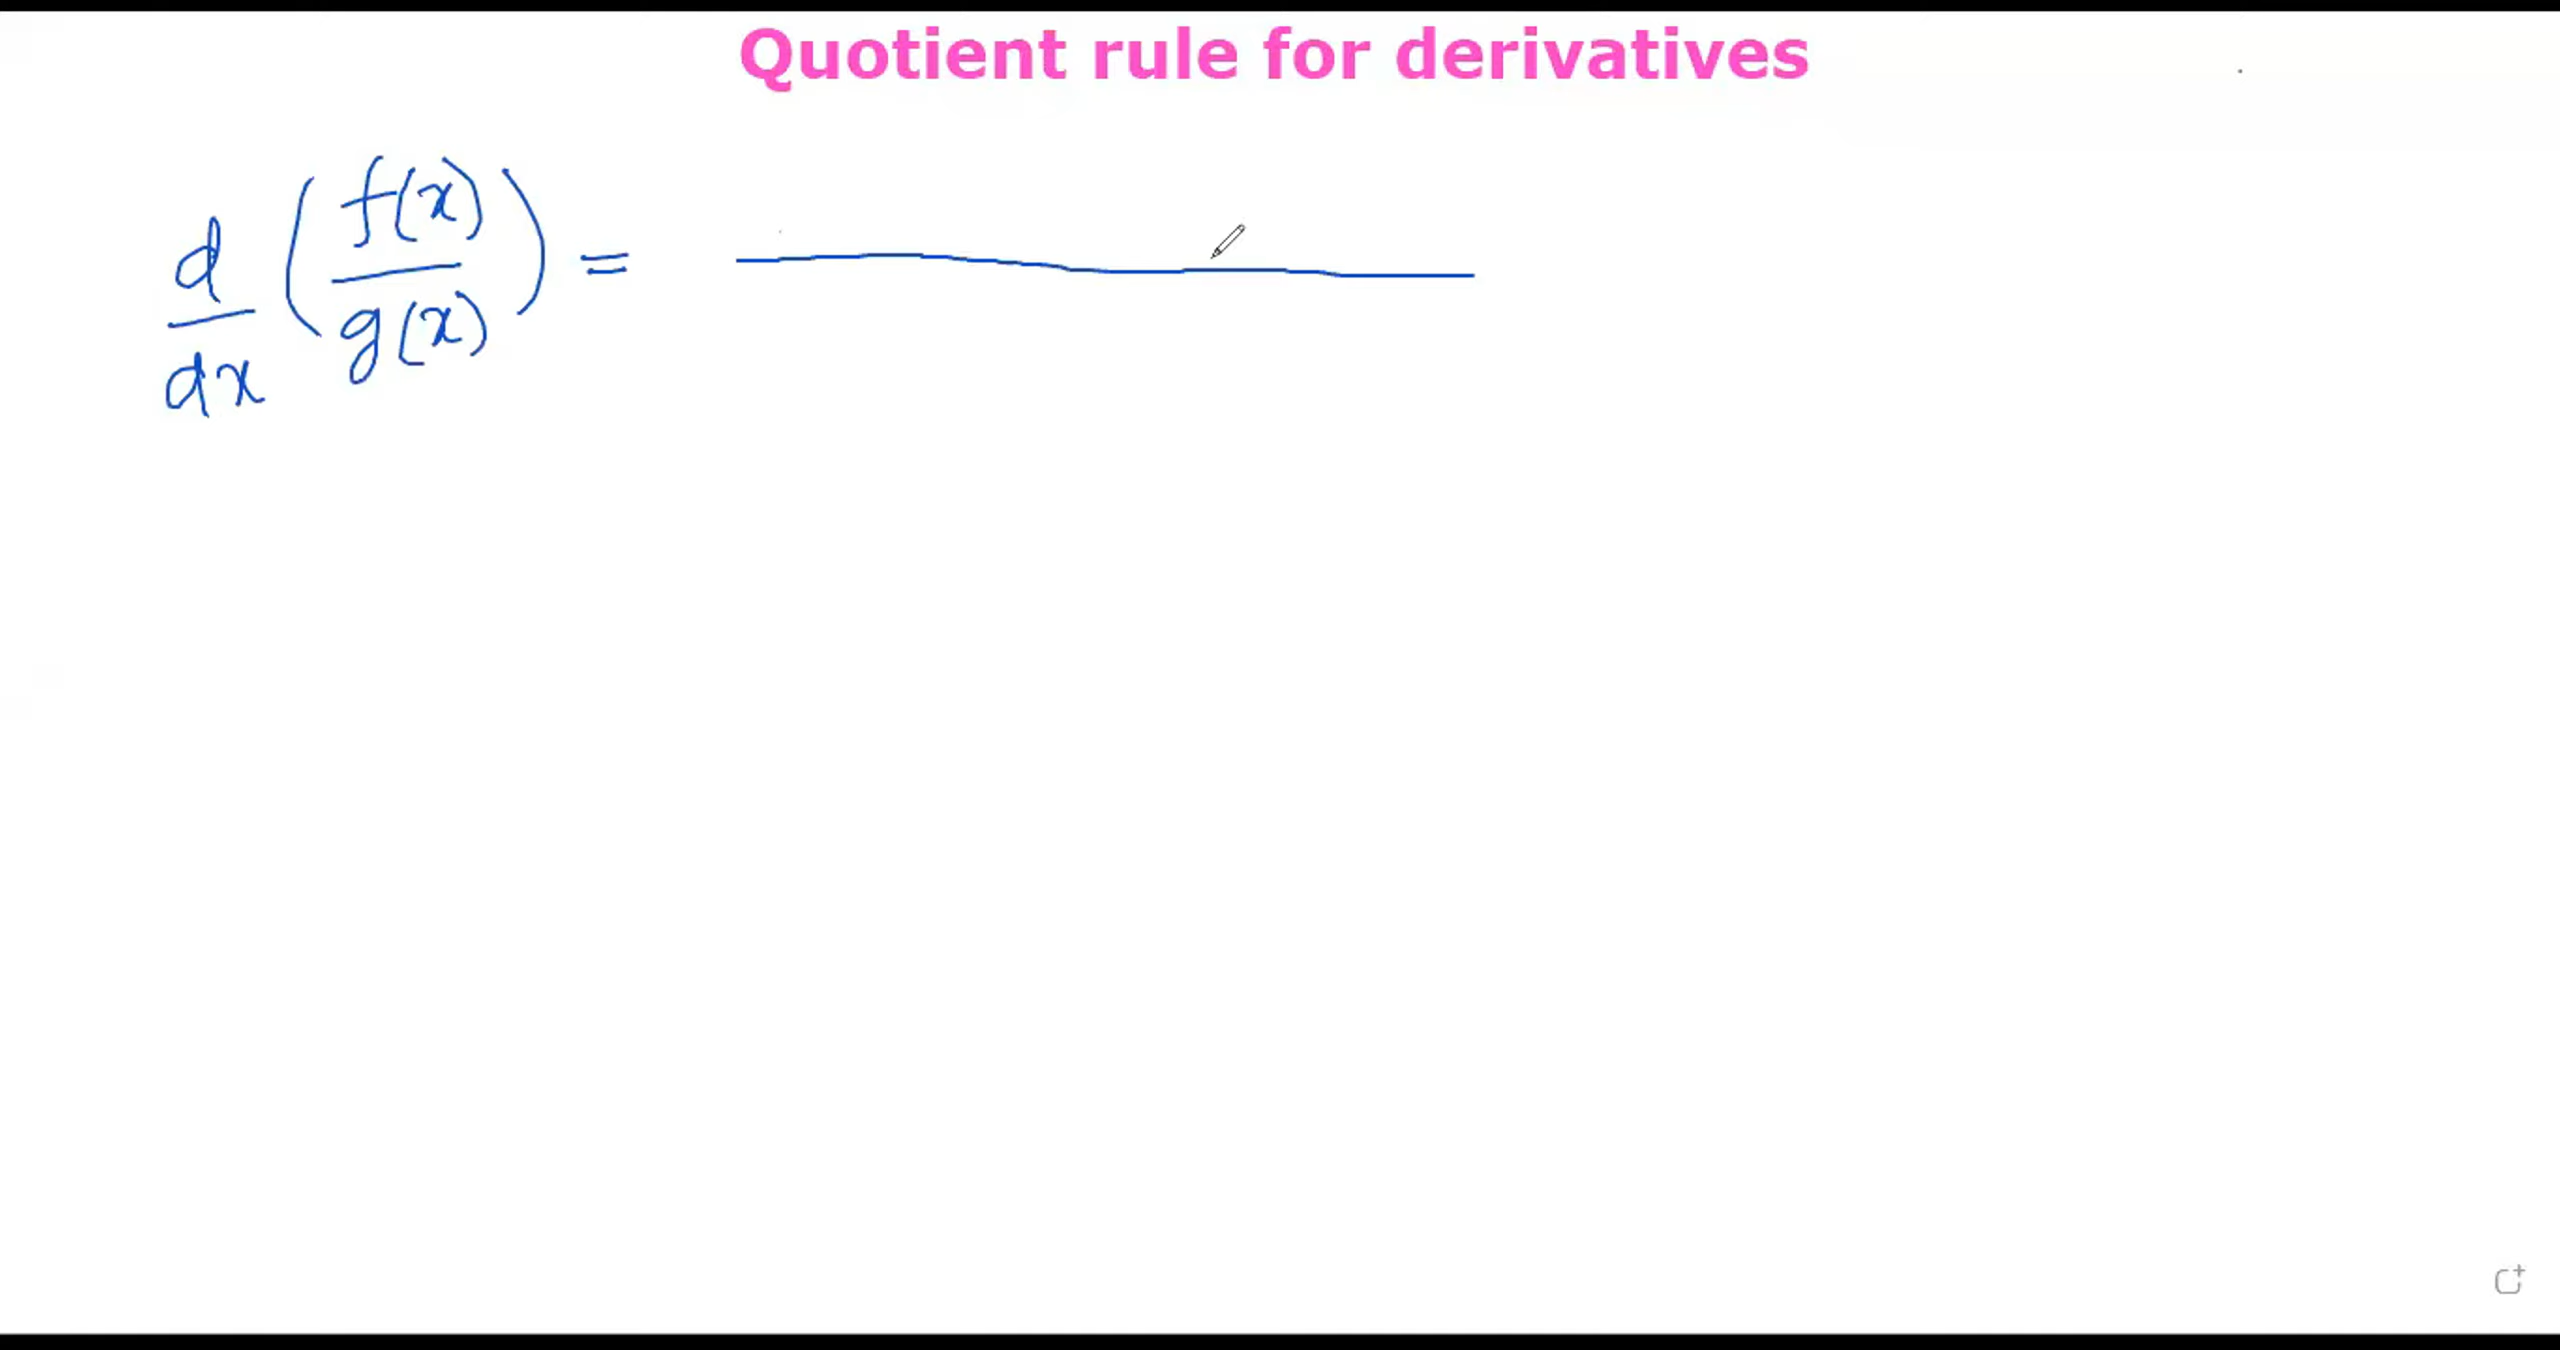 Quotient rule for derivatives
d/dx ( f(x) / g(x) ) =